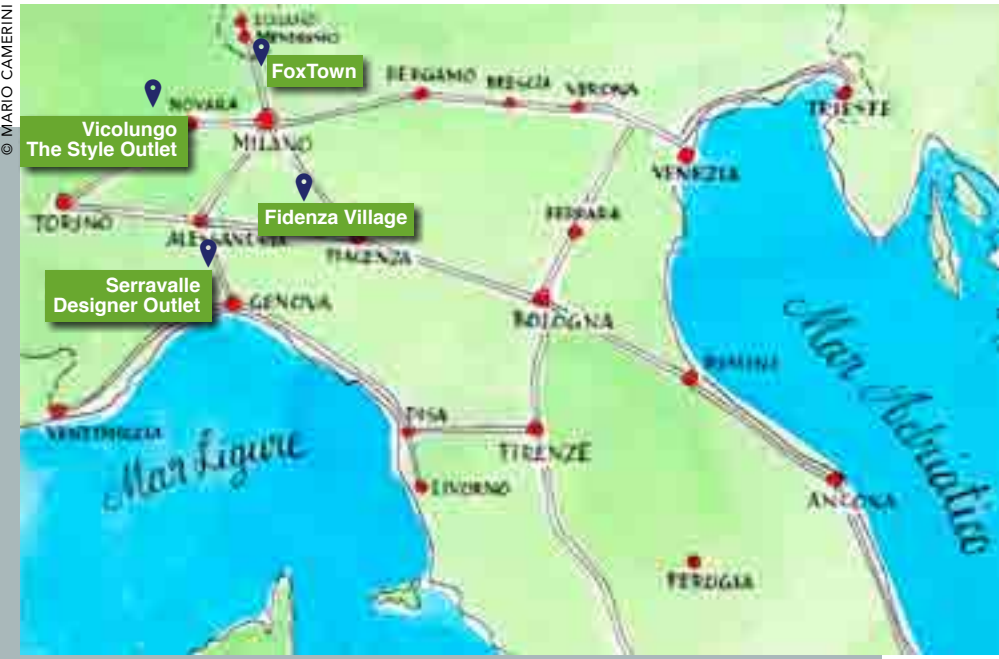 © MARIO CAMERINI
LUGANO
MENDRISIO
FoxTown
BERGAMO
BRESCIA
VERONA
NOVARA
TRIESTE
Vicolungo
The Style Outlet
MILANO
VENEZIA
TORINO
Fidenza Village
FERRARA
ALESSANDRIA
PIACENZA
Serravalle
Designer Outlet
GENOVA
BOLOGNA
RIMINI
Mar Adriatico
PISA
VENTIMIGLIA
FIRENZE
Mar Ligure
LIVORNO
ANCONA
PERUGIA